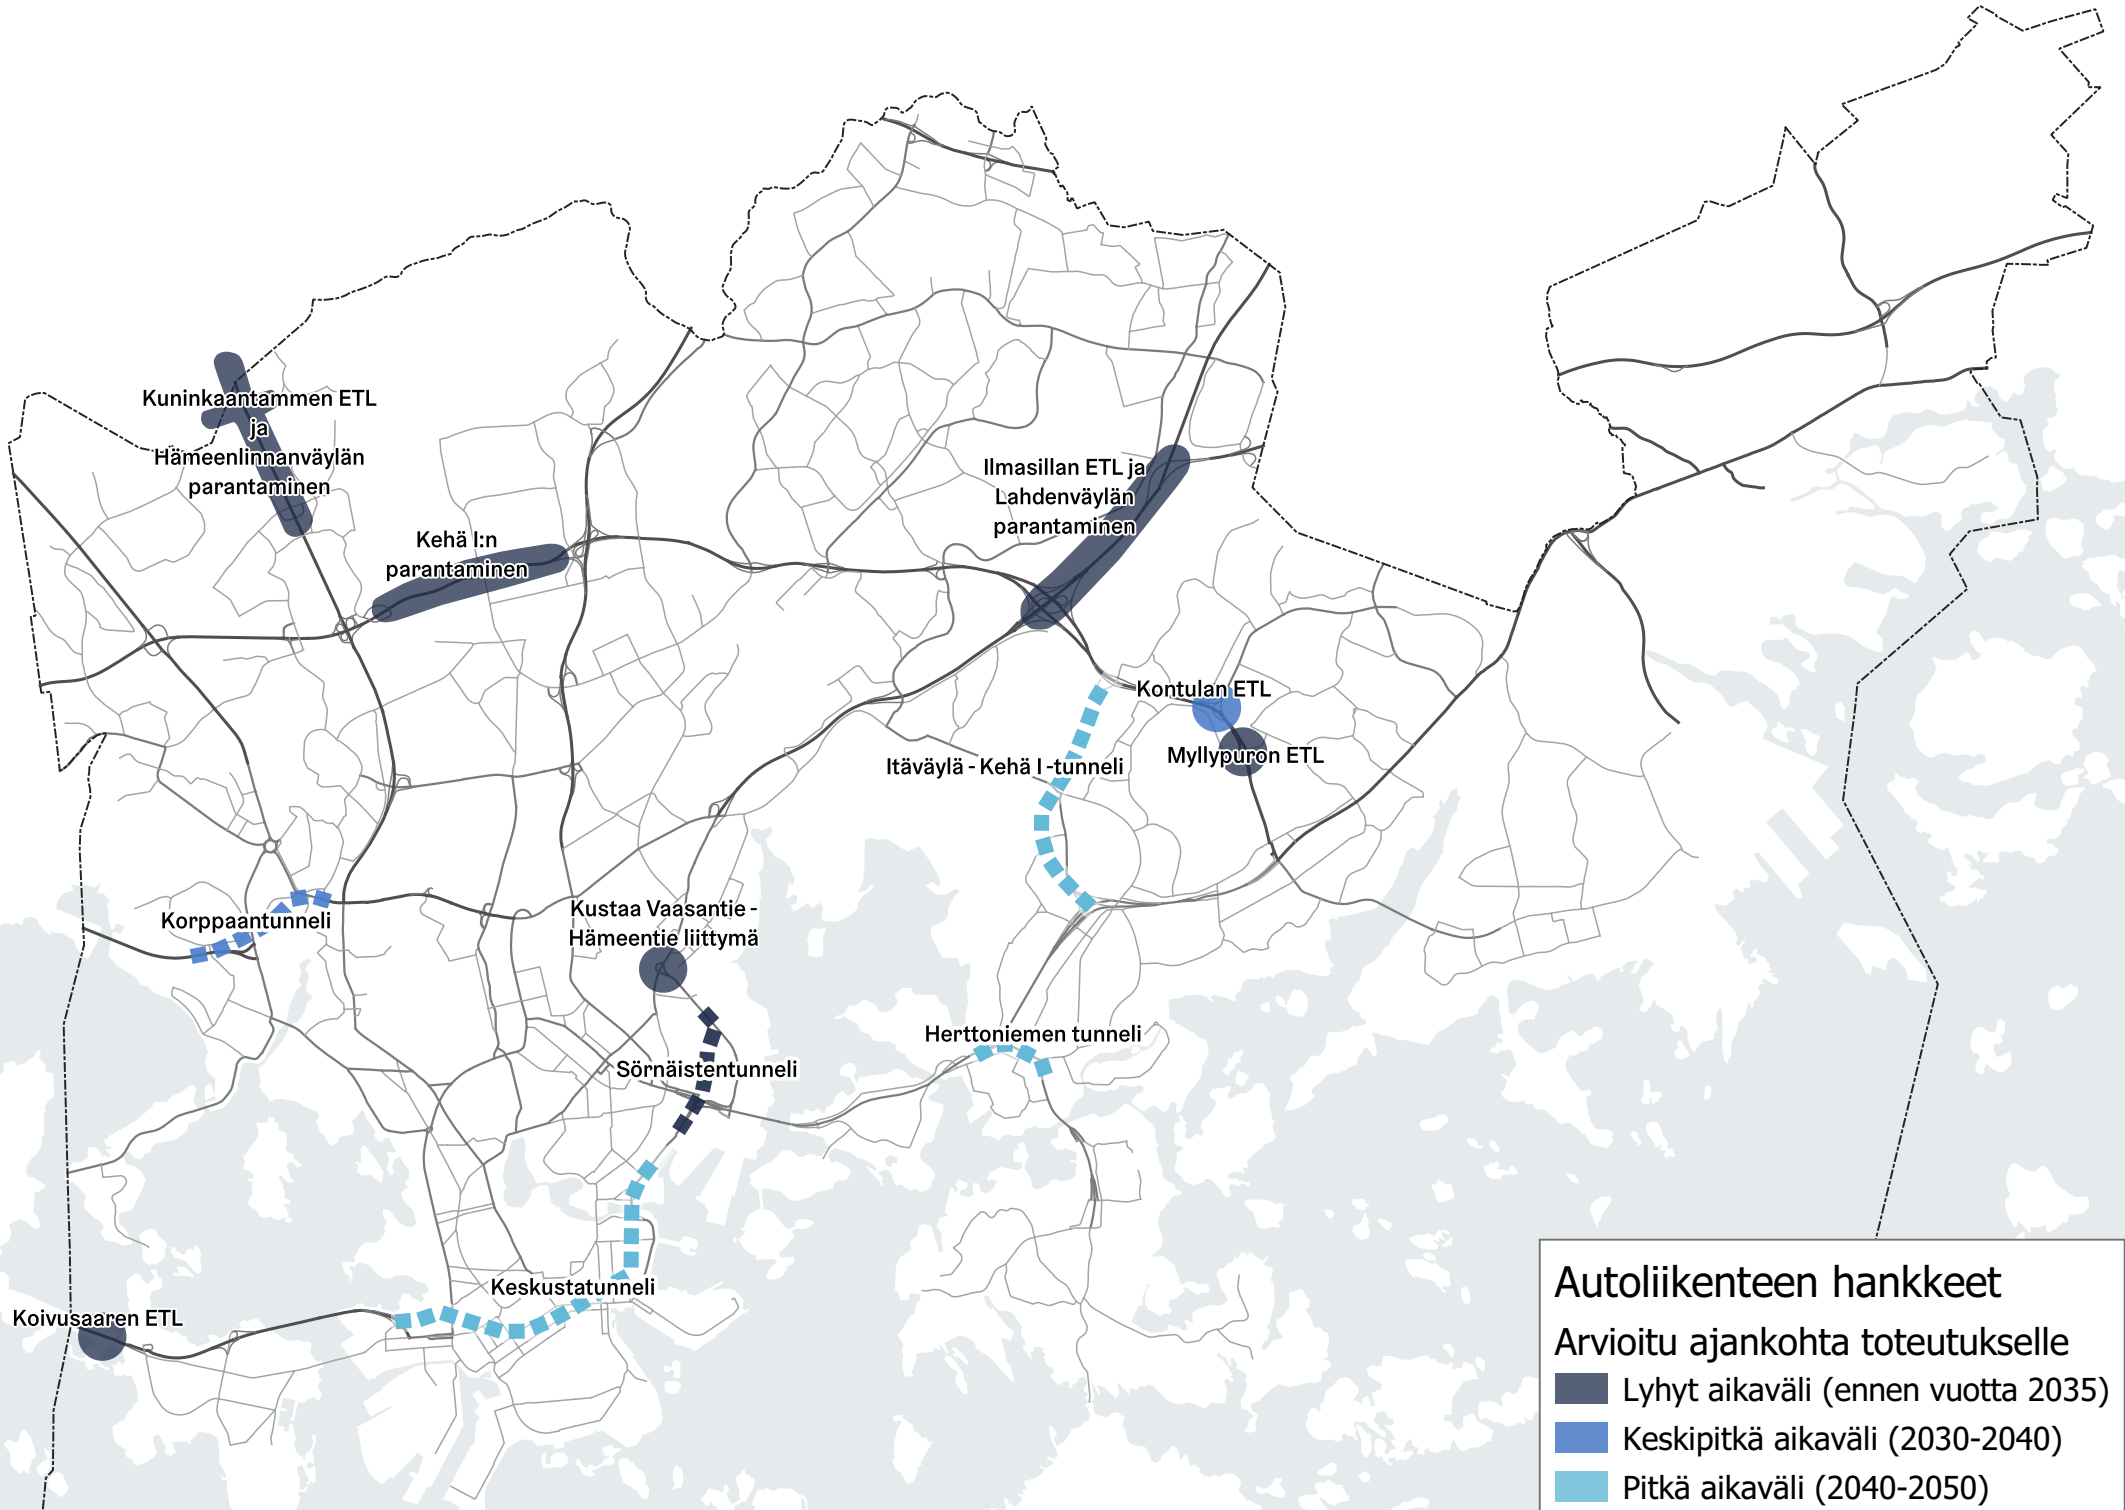 Kuninkaantammen ETL
ja
Hämeenlinnanväylän
parantaminen
Kehä I:n
parantaminen
Ilmasillan ETL ja
Lahdenväylän
parantaminen
Kontulan ETL
Myllypuron ETL
Itäväylä - Kehä I -tunneli
Korppaantunneli
Kustaa Vaasantie -
Hämeentie liittymä
Herttoniemen tunneli
Sörnäistentunneli
Keskustatunneli
Koivusaaren ETL
Autoliikenteen hankkeet
Arvioitu ajankohta toteutukselle
Lyhyt aikaväli (ennen vuotta 2035)
Keskipitkä aikaväli (2030-2040)
Pitkä aikaväli (2040-2050)